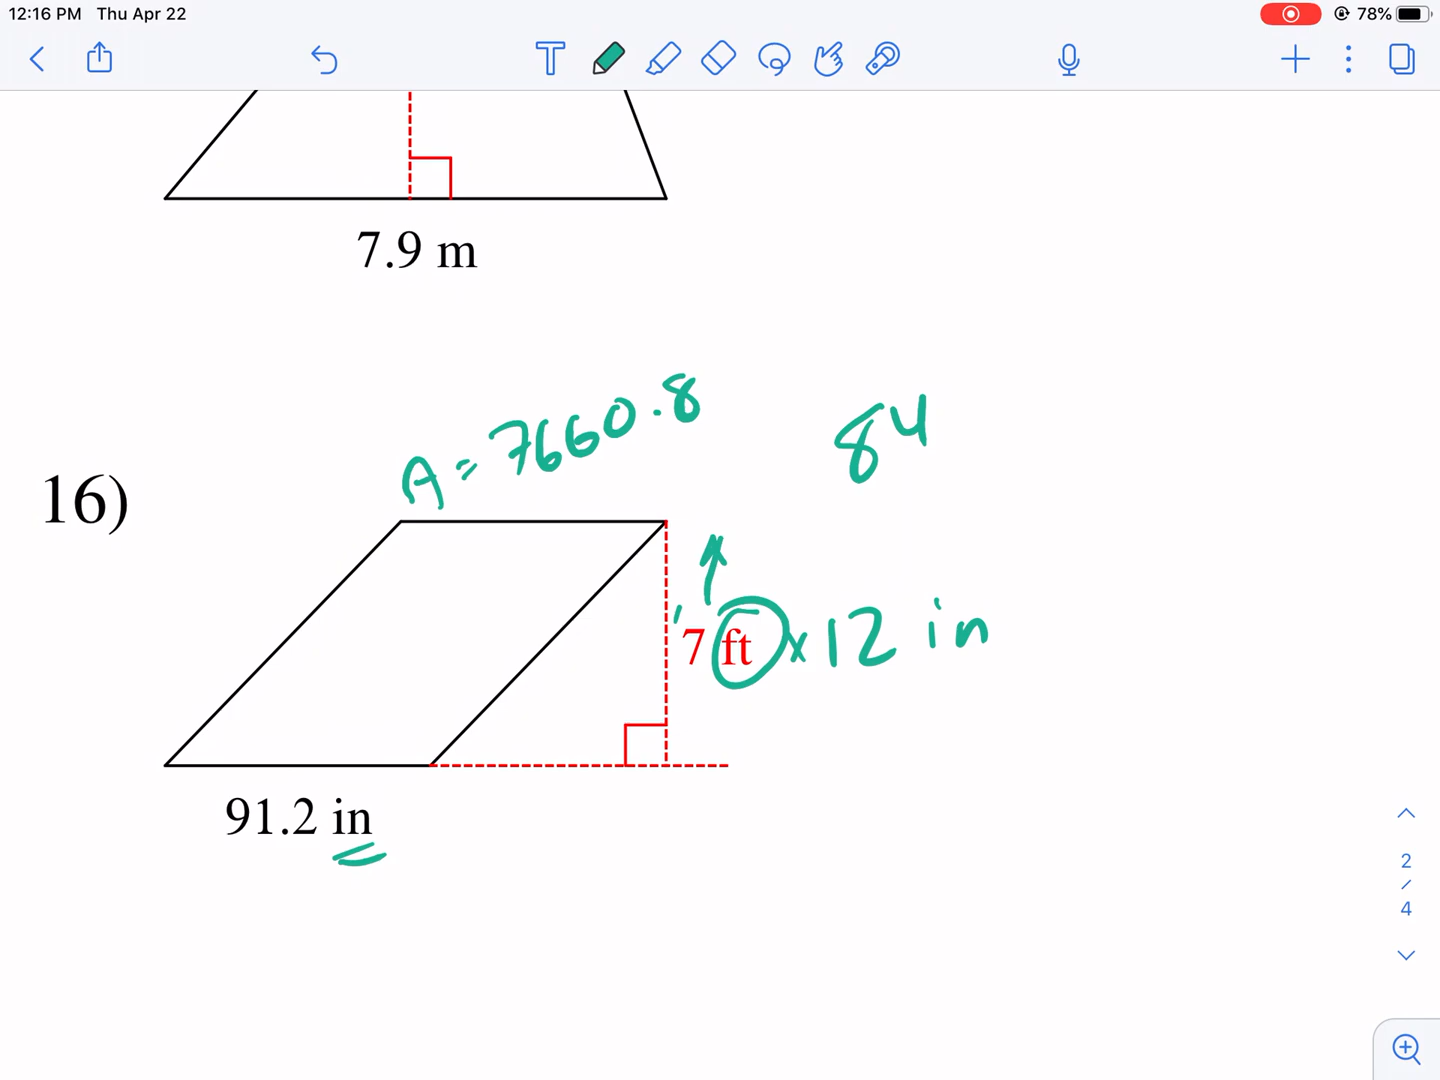 12:16 PM Thu Apr 22
78%
T
7.9 m
A = 7660.8
84
16)
7 ft x 12 in
91.2 in
2
/
4